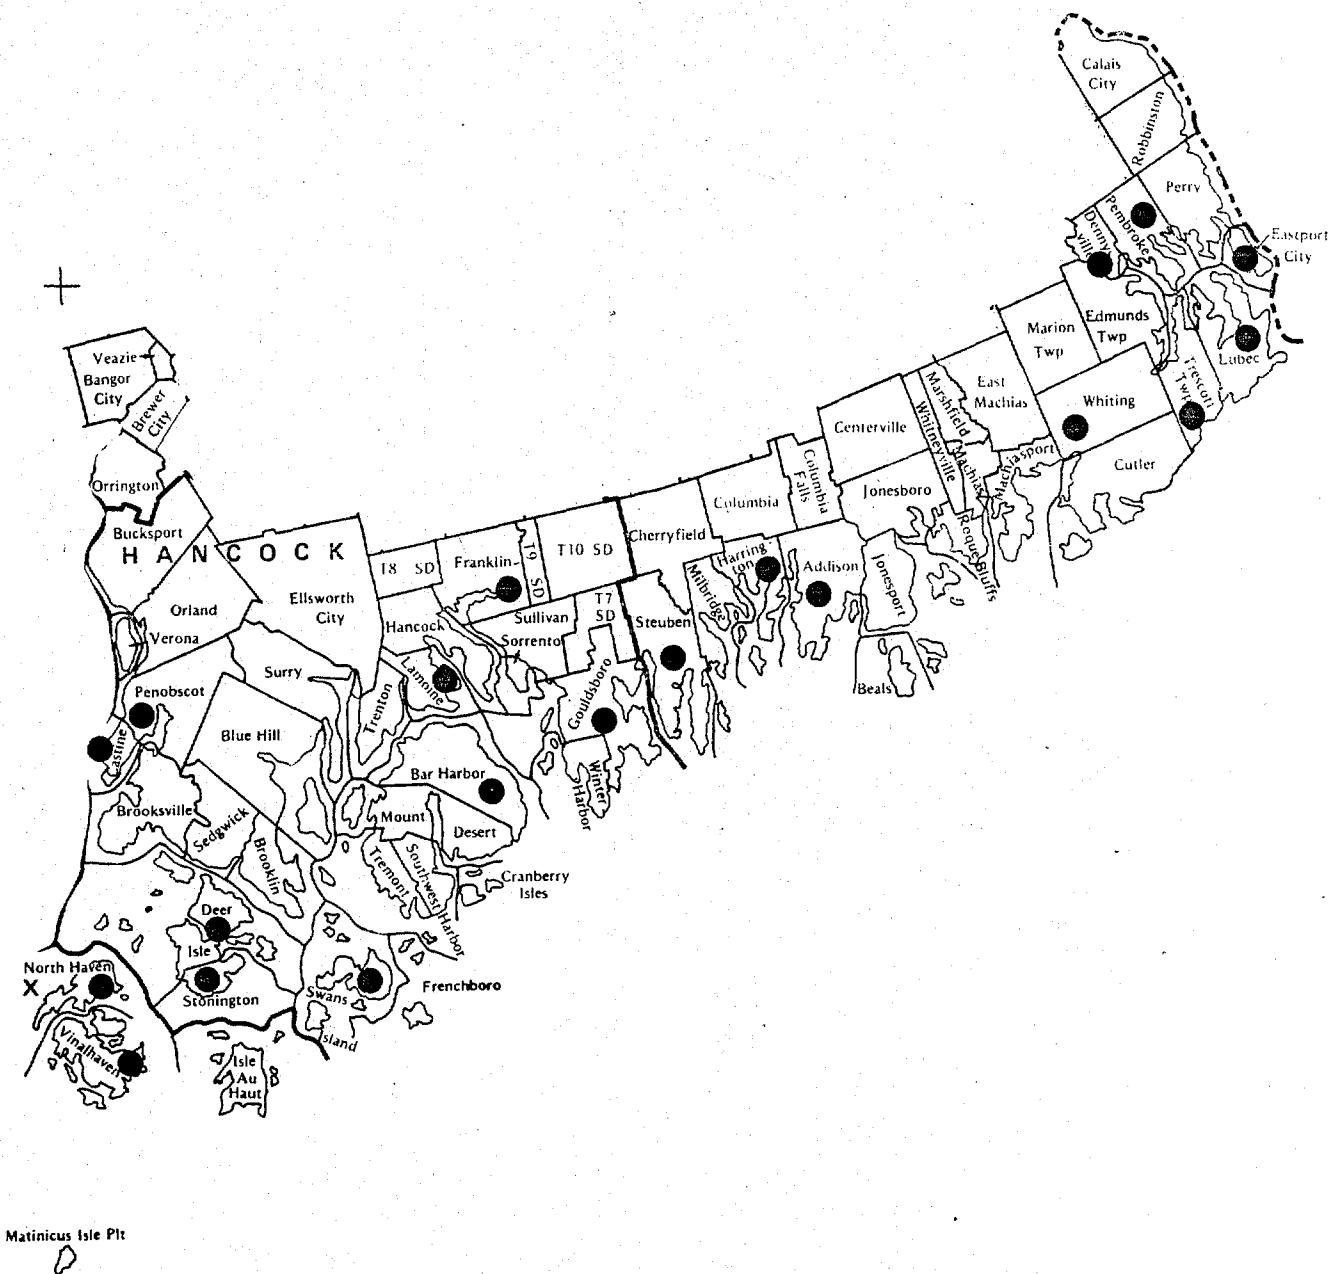 Calais
City
Robbinston
Perry
Pembroke
Denny
ville
Eastport
City
Edmunds
Twp
Marion
Twp
Lubec
Trescott
Twp
Whiting
East
Machias
Cutler
Machiasport
Marshfield
Whitneyville
Machias
Centerville
Columbia
Falls
Jonesboro
Roque Bluffs
Columbia
Cherryfield
Harring-
ton
Addison
Jonesport
Beals
Milbridge
Steuben
Veazie
Bangor
City
Brewer
City
Orrington
Bucksport
HANCOCK
T8 SD
Franklin
T9 SD
T10 SD
Orland
Ellsworth
City
Verona
Hancock
Sullivan
T7
SD
Sorrento
Surry
Lamoine
Trenton
Gouldsboro
Penobscot
Castine
Blue Hill
Bar Harbor
Winter
Harbor
Brooksville
Sedgwick
Mount
Desert
Brooklin
Tremont
Southwest Harbor
Cranberry
Isles
Deer
Isle
North Haven
X
Stonington
Swans
Island
Frenchboro
Vinalhaven
Isle
Au
Haut
Matinicus Isle Plt